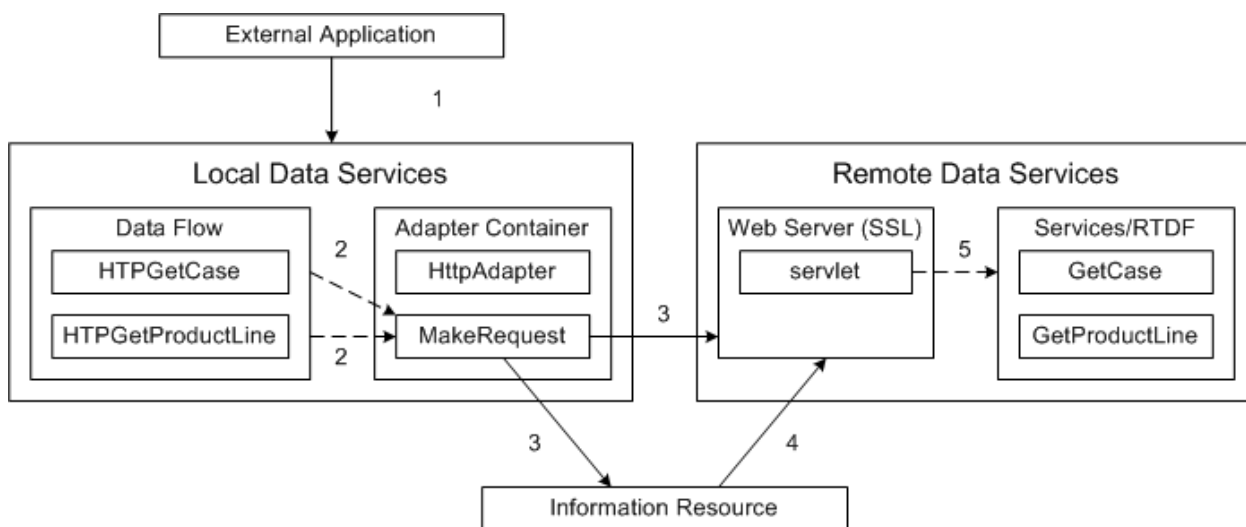 External Application
1
Local Data Services
Remote Data Services
Data Flow
HTPGetCase
HTPGetProductLine
2
2
Adapter Container
HttpAdapter
MakeRequest
3
Web Server (SSL)
servlet
5
Services/RTDF
GetCase
GetProductLine
3
4
Information Resource